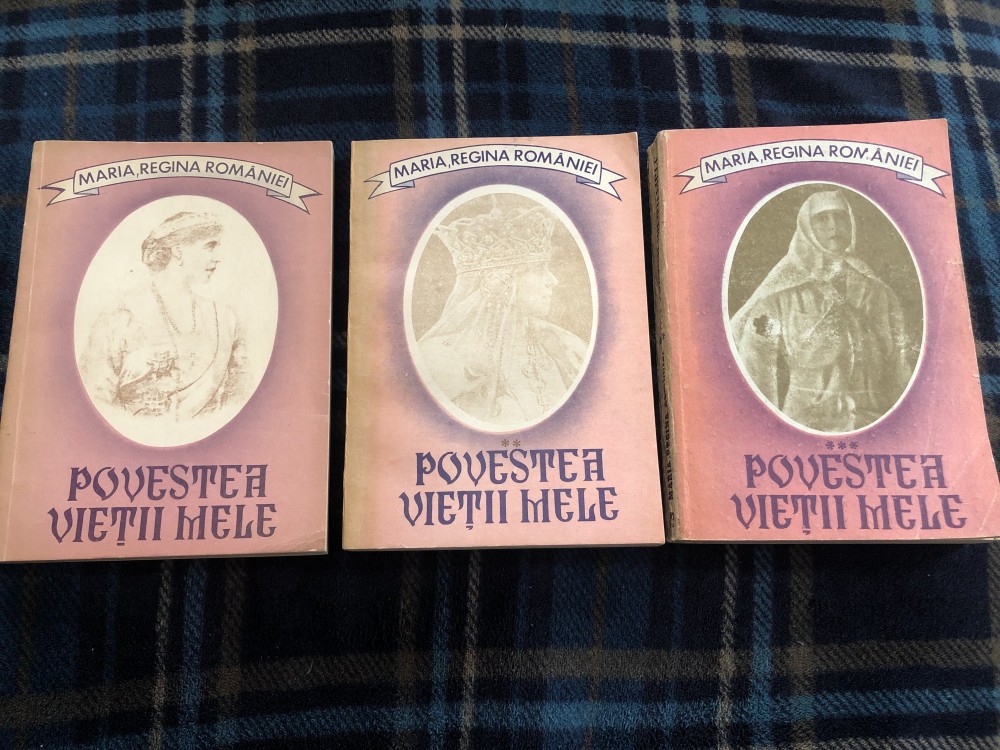 MARIA, REGINA ROMÂNIEI
POVESTEA
VIEȚII MELE
MARIA, REGINA ROMÂNIEI
**
POVESTEA
VIEȚII MELE
MARIA, REGINA ROMÂNIEI
***
POVESTEA
VIEȚII MELE